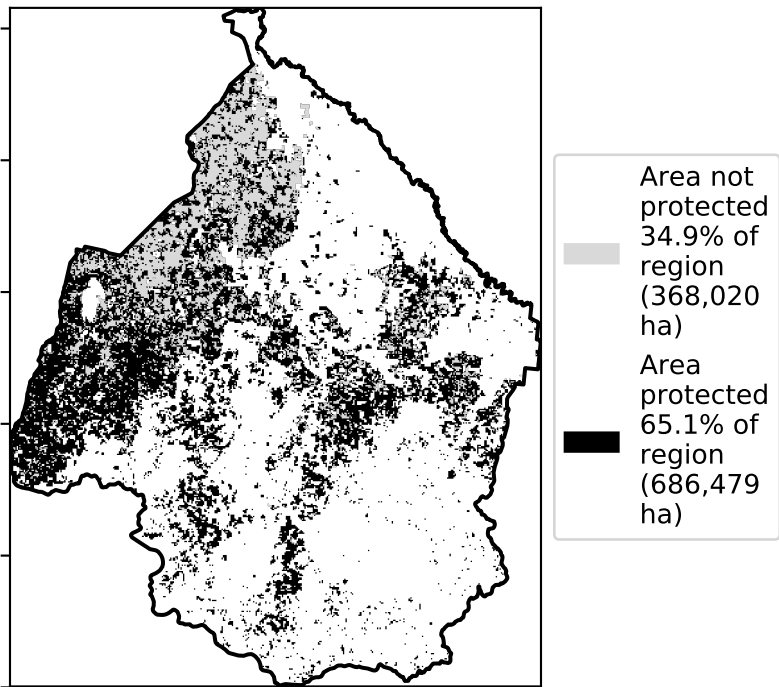 Area not
protected
34.9% of
region
(368,020
ha)
Area
protected
65.1% of
region
(686,479
ha)